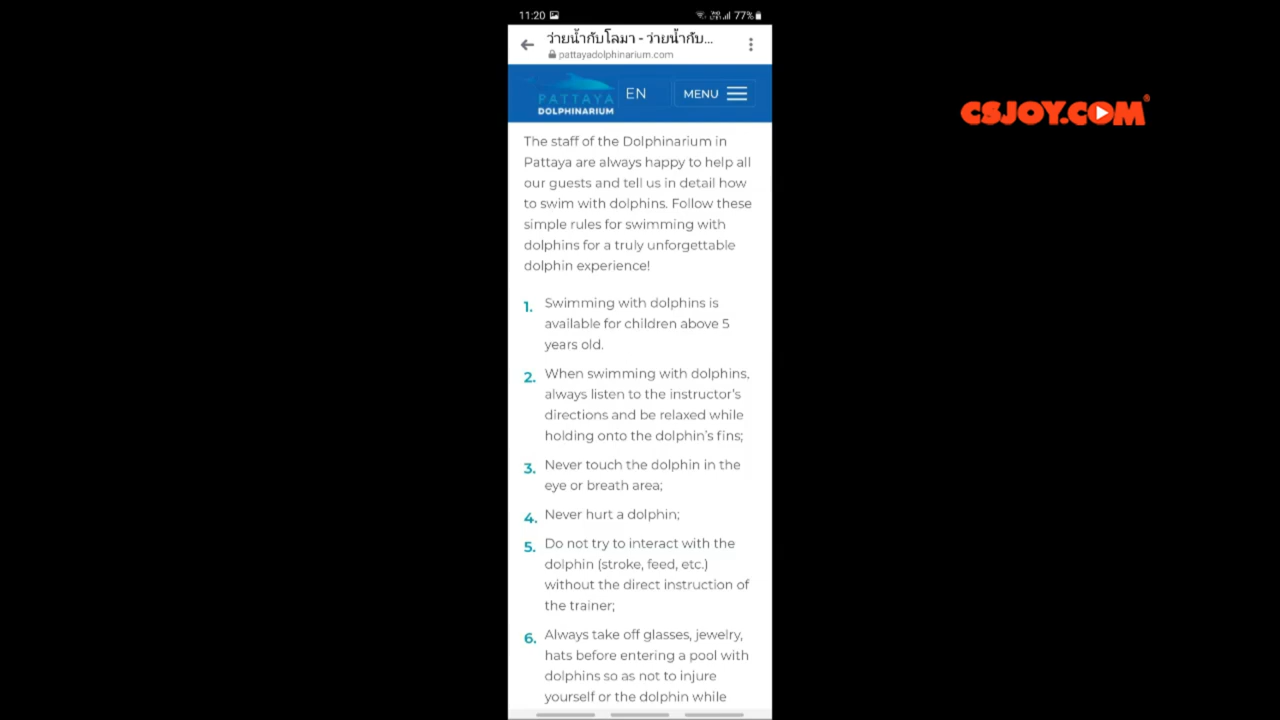 11:20
77%
ว่ายน้ำกับโลมา - ว่ายน้ำกับ...
pattayadolphinarium.com
PATTAYA
DOLPHINARIUM
EN
MENU
CSJOY.COM®
The staff of the Dolphinarium in
Pattaya are always happy to help all
our guests and tell us in detail how
to swim with dolphins. Follow these
simple rules for swimming with
dolphins for a truly unforgettable
dolphin experience!
1. Swimming with dolphins is
available for children above 5
years old.
2. When swimming with dolphins,
always listen to the instructor's
directions and be relaxed while
holding onto the dolphin's fins;
3. Never touch the dolphin in the
eye or breath area;
4. Never hurt a dolphin;
5. Do not try to interact with the
dolphin (stroke, feed, etc.)
without the direct instruction of
the trainer;
6. Always take off glasses, jewelry,
hats before entering a pool with
dolphins so as not to injure
yourself or the dolphin while